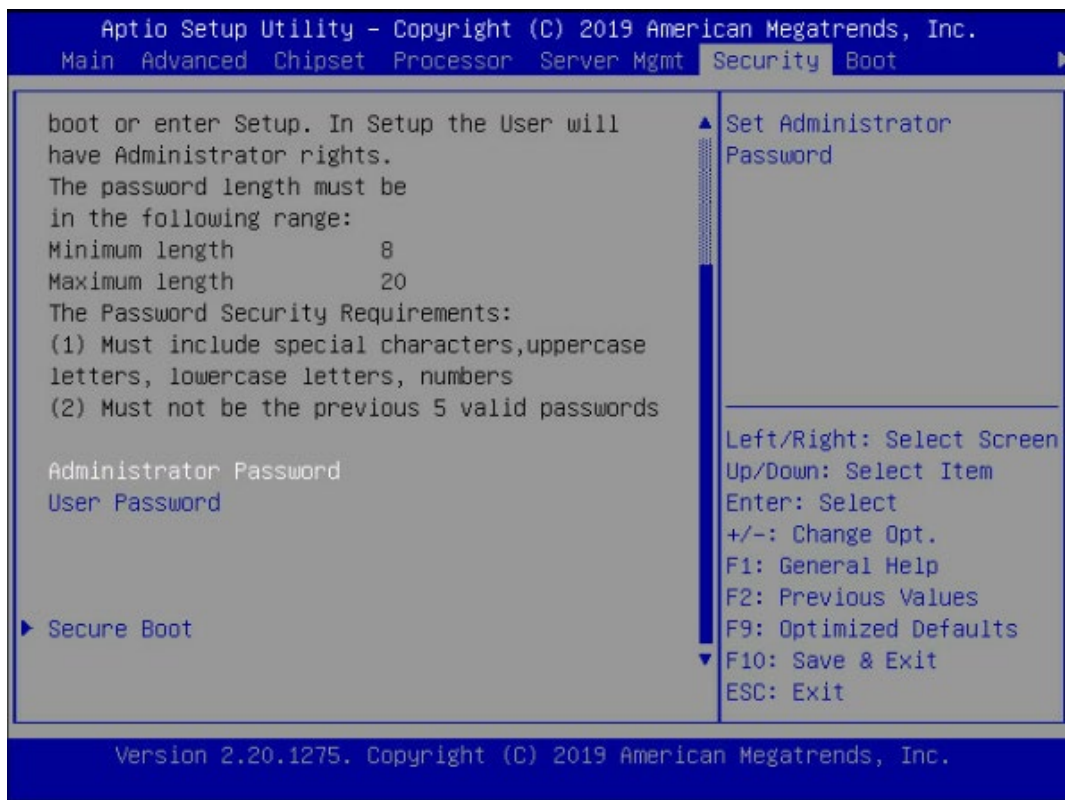 Aptio Setup Utility – Copyright (C) 2019 American Megatrends, Inc.
Main Advanced Chipset Processor Server Mgmt Security Boot
boot or enter Setup. In Setup the User will
have Administrator rights.
The password length must be
in the following range:
Minimum length 8
Maximum length 20
The Password Security Requirements:
(1) Must include special characters,uppercase
letters, lowercase letters, numbers
(2) Must not be the previous 5 valid passwords
Administrator Password
User Password
Secure Boot
Set Administrator
Password
Left/Right: Select Screen
Up/Down: Select Item
Enter: Select
+/-: Change Opt.
F1: General Help
F2: Previous Values
F9: Optimized Defaults
F10: Save & Exit
ESC: Exit
Version 2.20.1275. Copyright (C) 2019 American Megatrends, Inc.